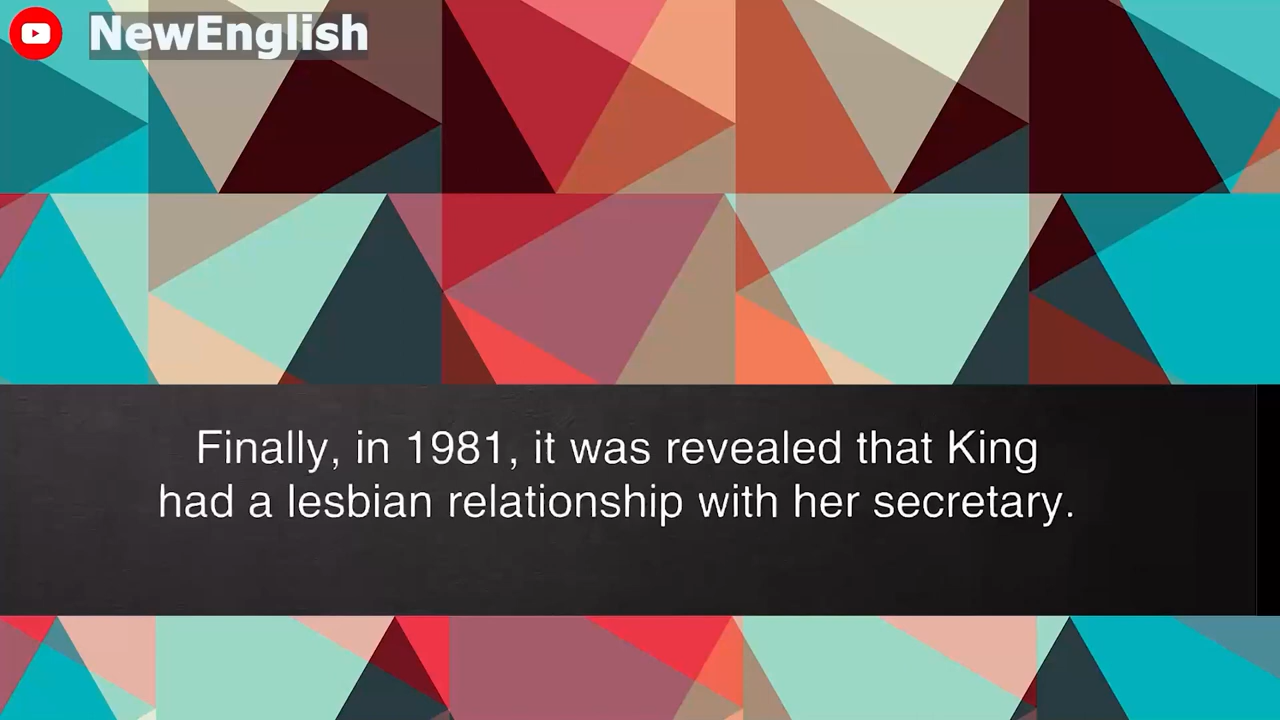 NewEnglish
Finally, in 1981, it was revealed that King
had a lesbian relationship with her secretary.